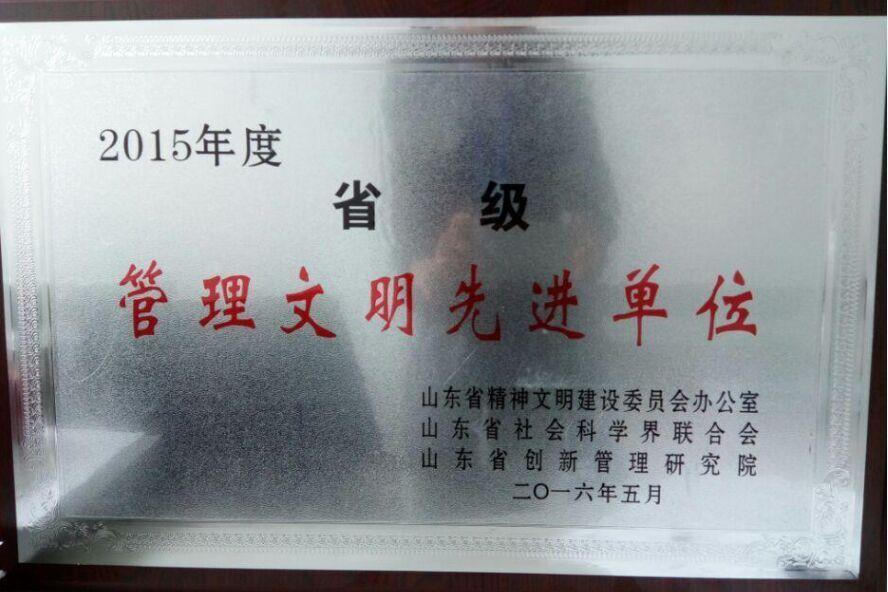 2015年度
省级
管理文明先进单位
山东省精神文明建设委员会办公室
山东省社会科学界联合会
山东省创新管理研究院
二〇一六年五月